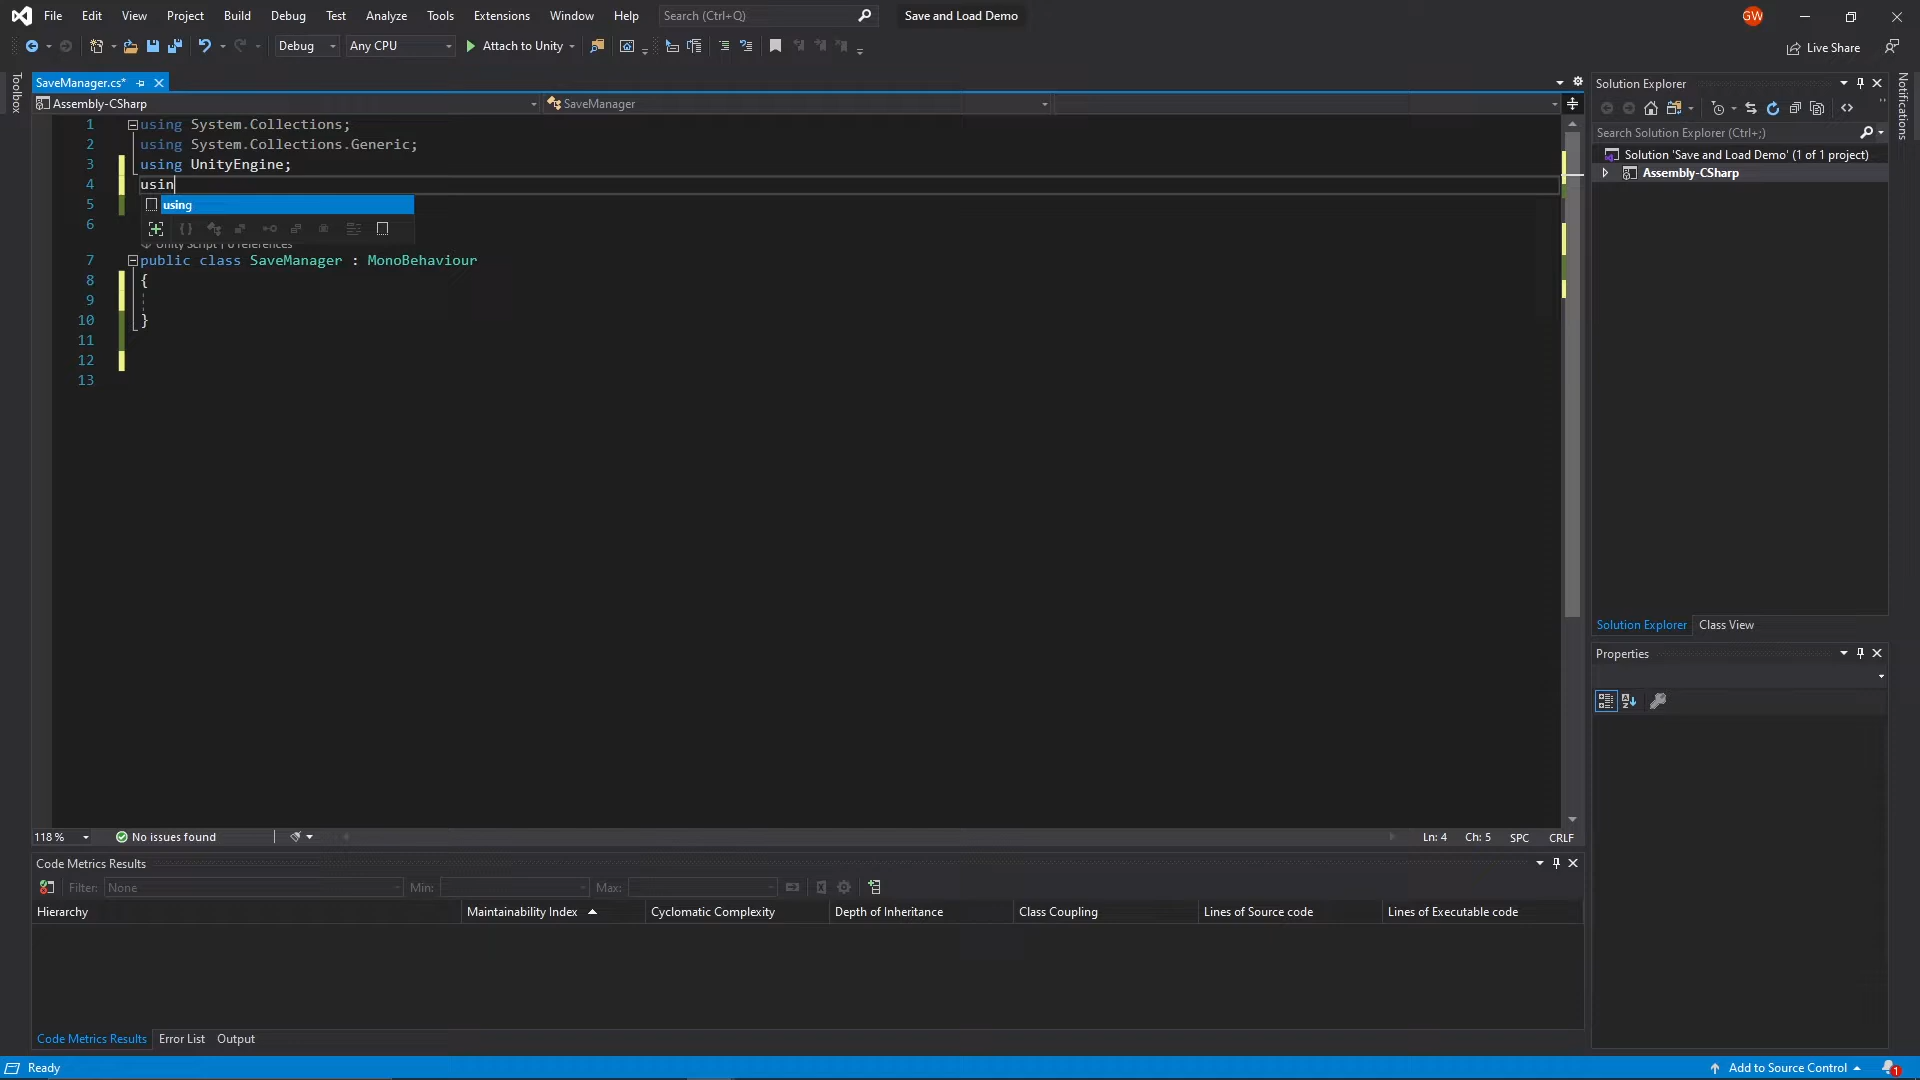 File Edit View Project Build Debug Test Analyze Tools Extensions Window Help Search (Ctrl+Q) Save and Load Demo GW
Debug Any CPU Attach to Unity Live Share
Toolbox
SaveManager.cs*
Assembly-CSharp SaveManager
1 using System.Collections;
2 using System.Collections.Generic;
3 using UnityEngine;
4 usin
5 using
6
Unity Script | 0 references
7 public class SaveManager : MonoBehaviour
8 {
9
10 }
11
12
13
118 % No issues found Ln: 4 Ch: 5 SPC CRLF
Code Metrics Results
Filter: None Min: Max:
Hierarchy Maintainability Index Cyclomatic Complexity Depth of Inheritance Class Coupling Lines of Source code Lines of Executable code
Code Metrics Results Error List Output
Solution Explorer
Search Solution Explorer (Ctrl+;)
Solution 'Save and Load Demo' (1 of 1 project)
Assembly-CSharp
Solution Explorer Class View
Properties
Notifications
Ready Add to Source Control 1